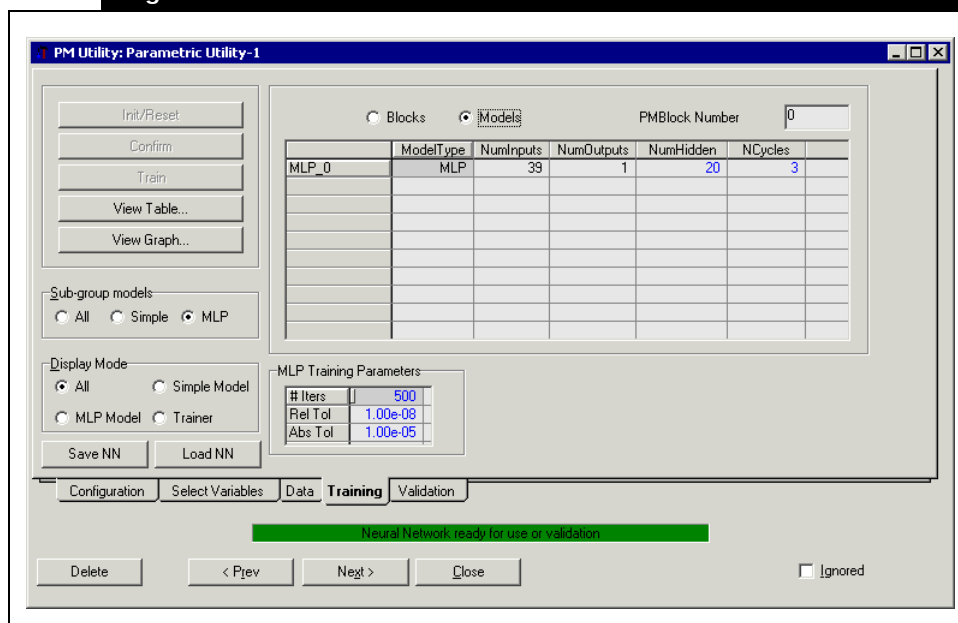 PM Utility: Parametric Utility-1
Init/Reset
Confirm
Train
View Table...
View Graph...
Blocks Models PMBlock Number 0
ModelType NumInputs NumOutputs NumHidden NCycles
MLP_0 MLP 39 1 20 3
Sub-group models
All Simple MLP
Display Mode
All Simple Model
MLP Model Trainer
Save NN Load NN
MLP Training Parameters
# Iters 500
Rel Tol 1.00e-08
Abs Tol 1.00e-05
Configuration Select Variables Data Training Validation
Neural Network ready for use or validation
Delete < Prev Next > Close Ignored